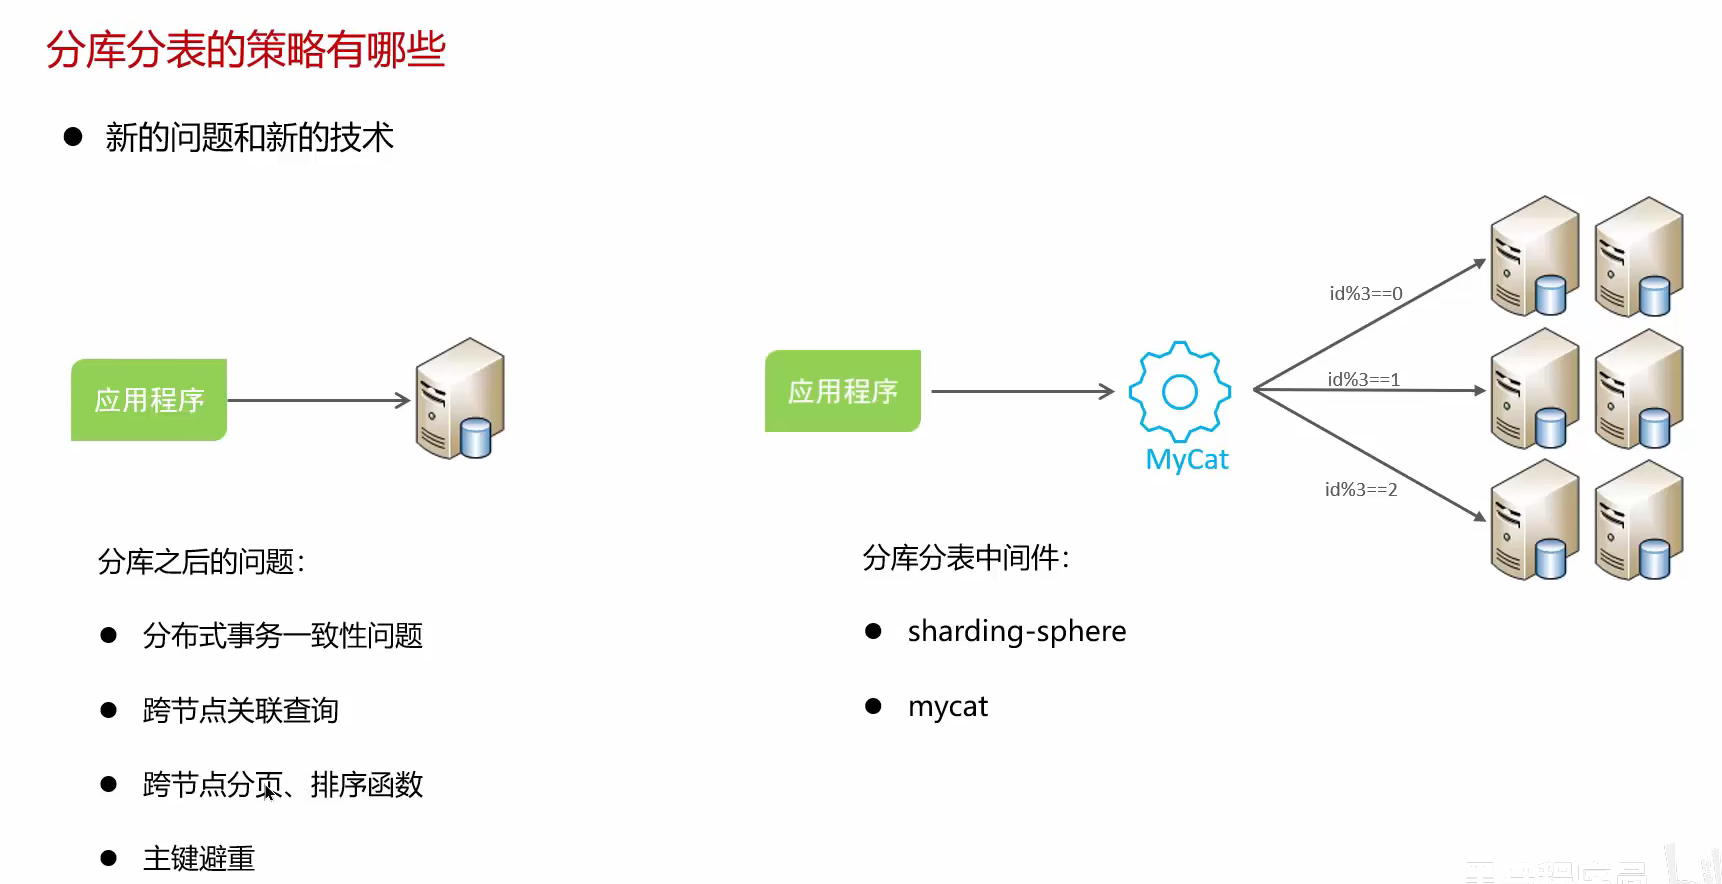 分库分表的策略有哪些
● 新的问题和新的技术
应用程序
分库之后的问题：
● 分布式事务一致性问题
● 跨节点关联查询
● 跨节点分页、排序函数
● 主键避重
应用程序
MyCat
id%3==0
id%3==1
id%3==2
分库分表中间件：
● sharding-sphere
● mycat